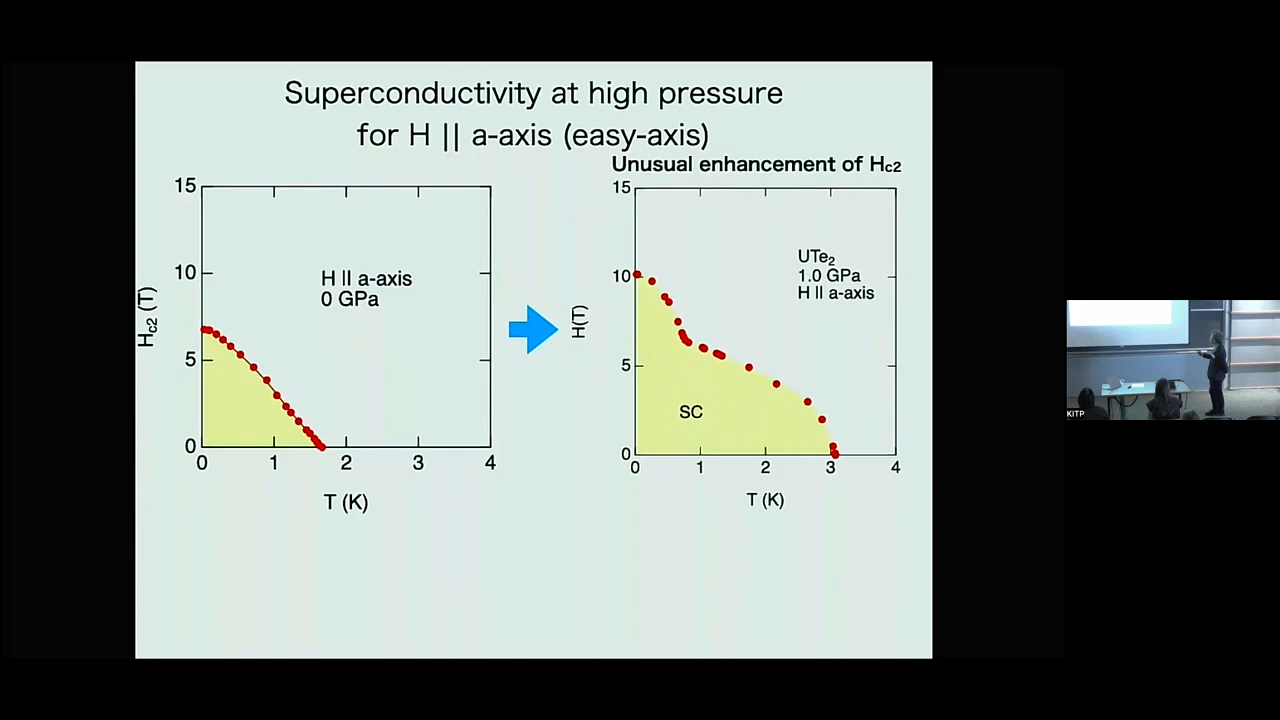 Superconductivity at high pressure
for H || a-axis (easy-axis)
Unusual enhancement of Hc2
15
10
5
0
Hc2 (T)
H || a-axis
0 GPa
0 1 2 3 4
T (K)
15
10
5
0
H(T)
UTe2
1.0 GPa
H || a-axis
SC
0 1 2 3 4
T (K)
KITP